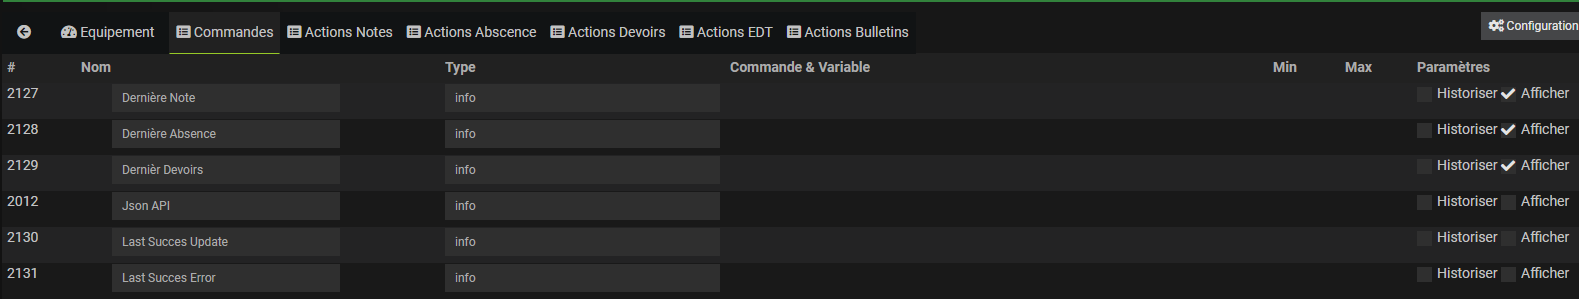 Equipement Commandes Actions Notes Actions Abscence Actions Devoirs Actions EDT Actions Bulletins Configuration
# Nom Type Commande & Variable Min Max Paramètres
2127 Dernière Note info Historiser Afficher
2128 Dernière Absence info Historiser Afficher
2129 Dernièr Devoirs info Historiser Afficher
2012 Json API info Historiser Afficher
2130 Last Succes Update info Historiser Afficher
2131 Last Succes Error info Historiser Afficher